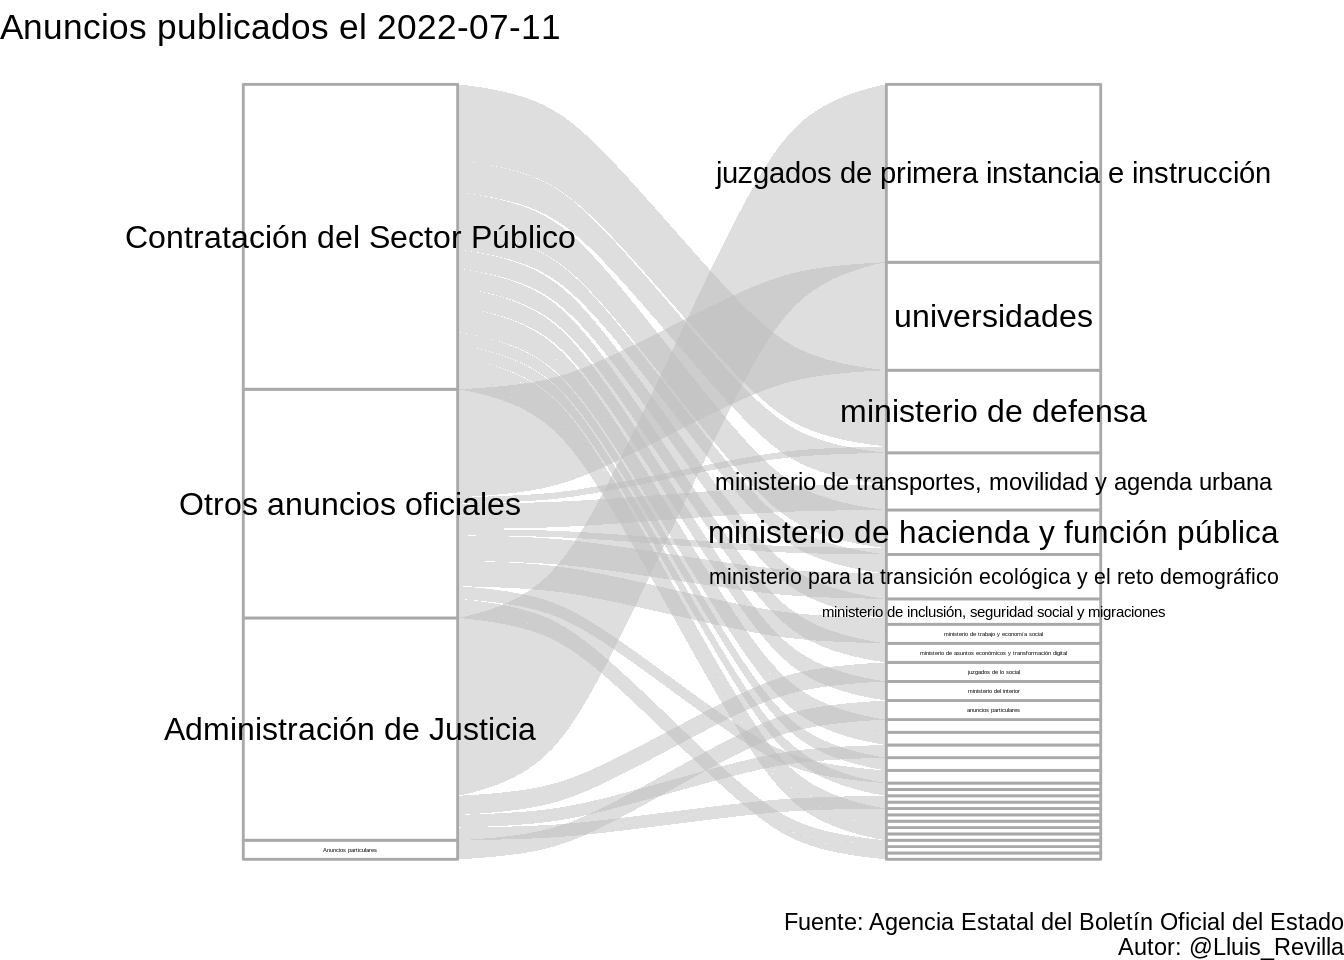 Anuncios publicados el 2022-07-11
Contratación del Sector Público
Otros anuncios oficiales
Administración de Justicia
Anuncios particulares
juzgados de primera instancia e instrucción
universidades
ministerio de defensa
ministerio de transportes, movilidad y agenda urbana
ministerio de hacienda y función pública
ministerio para la transición ecológica y el reto demográfico
ministerio de inclusión, seguridad social y migraciones
ministerio de trabajo y economía social
ministerio de asuntos económicos y transformación digital
juzgados de lo social
ministerio del interior
anuncios particulares
Fuente: Agencia Estatal del Boletín Oficial del Estado
Autor: @Lluis_Revilla